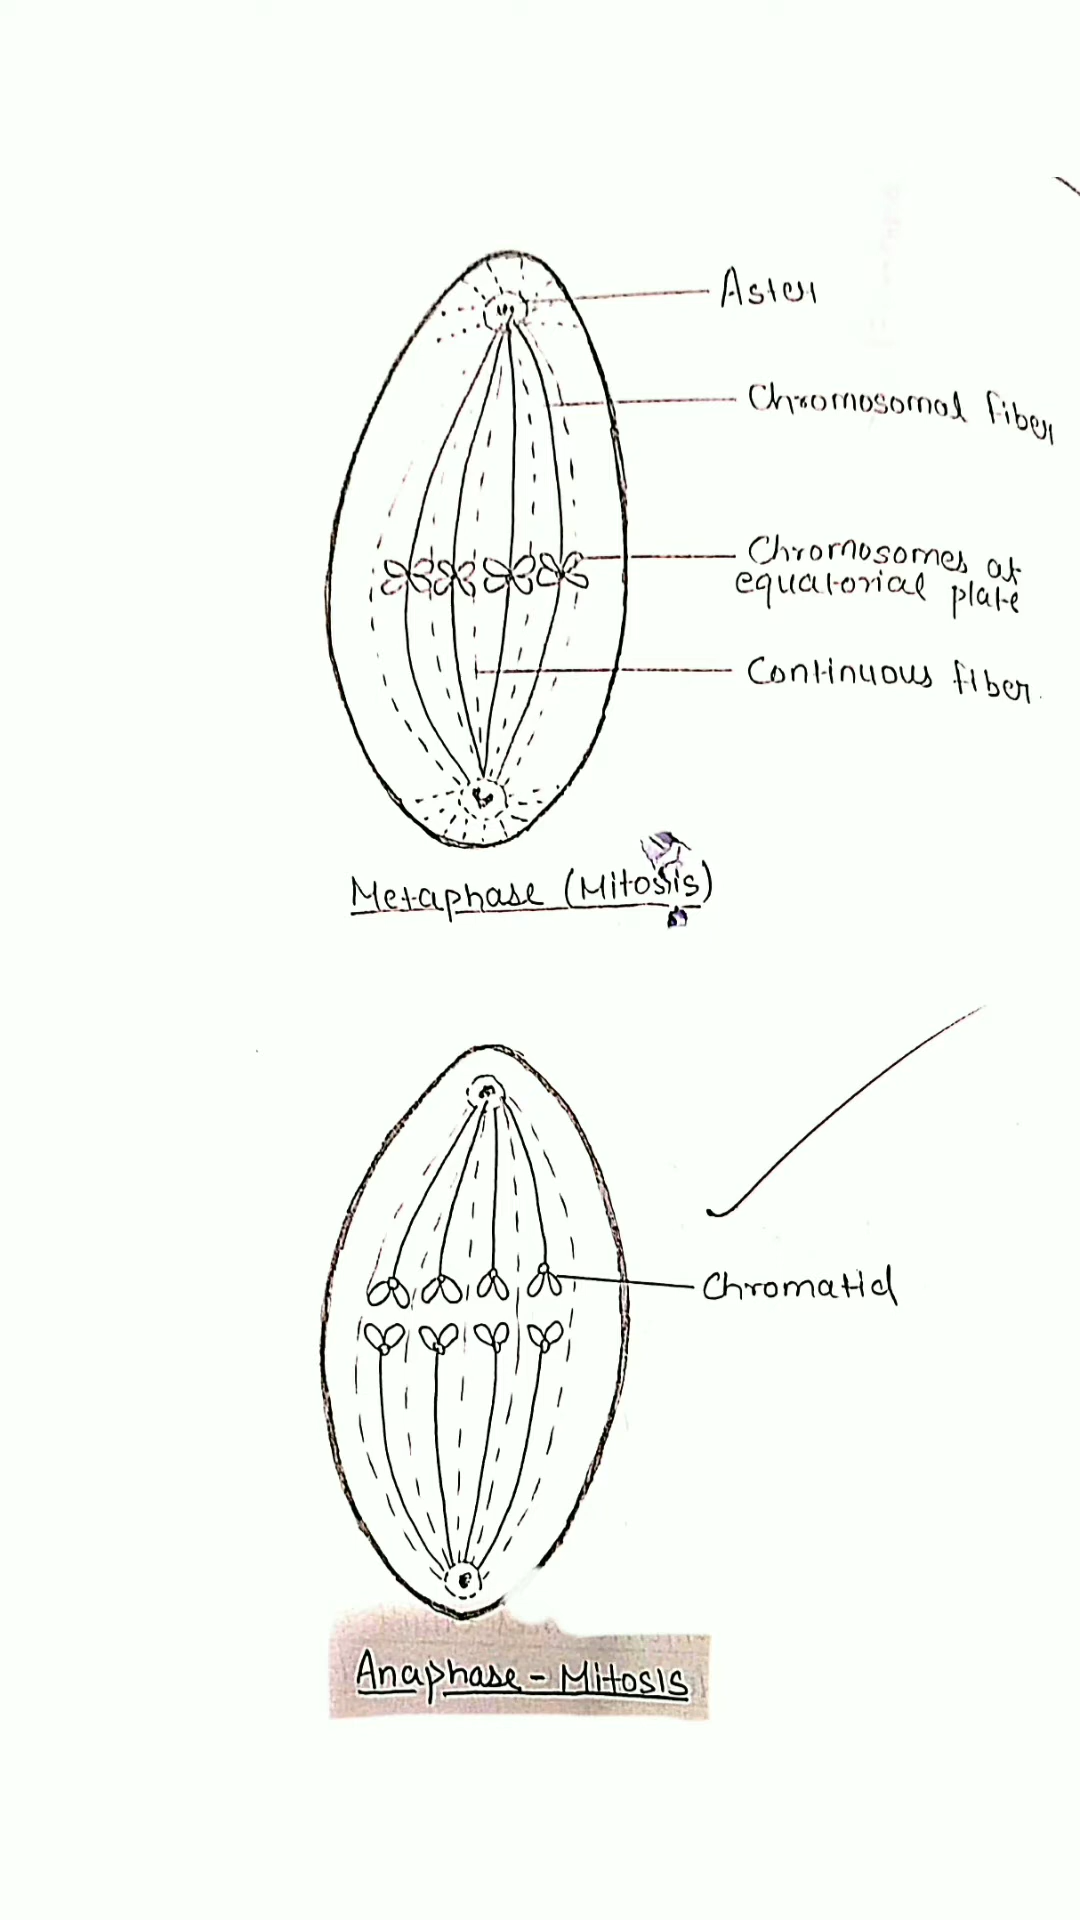 Aster
Chromosomal fiber
Chromosomes at
equatorial plate
Continuous fiber
Metaphase (Mitosis)
Chromatid
Anaphase - Mitosis